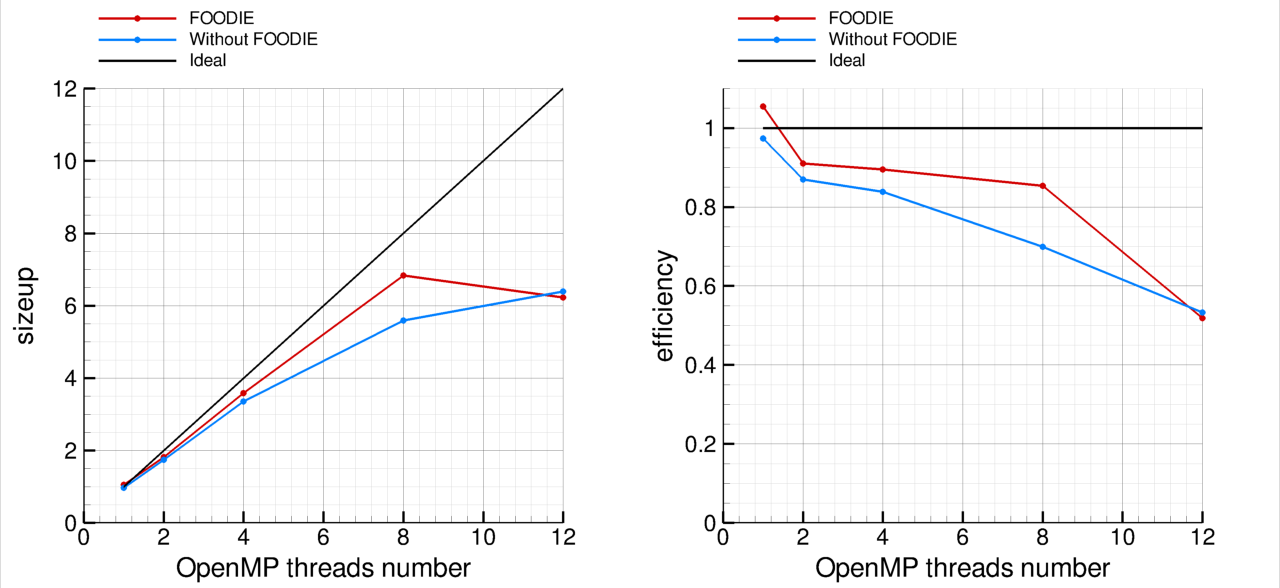 FOODIE
Without FOODIE
Ideal
12
10
8
6
4
2
0
sizeup
0 2 4 6 8 10 12
OpenMP threads number
FOODIE
Without FOODIE
Ideal
1
0.8
0.6
0.4
0.2
0
efficiency
0 2 4 6 8 10 12
OpenMP threads number